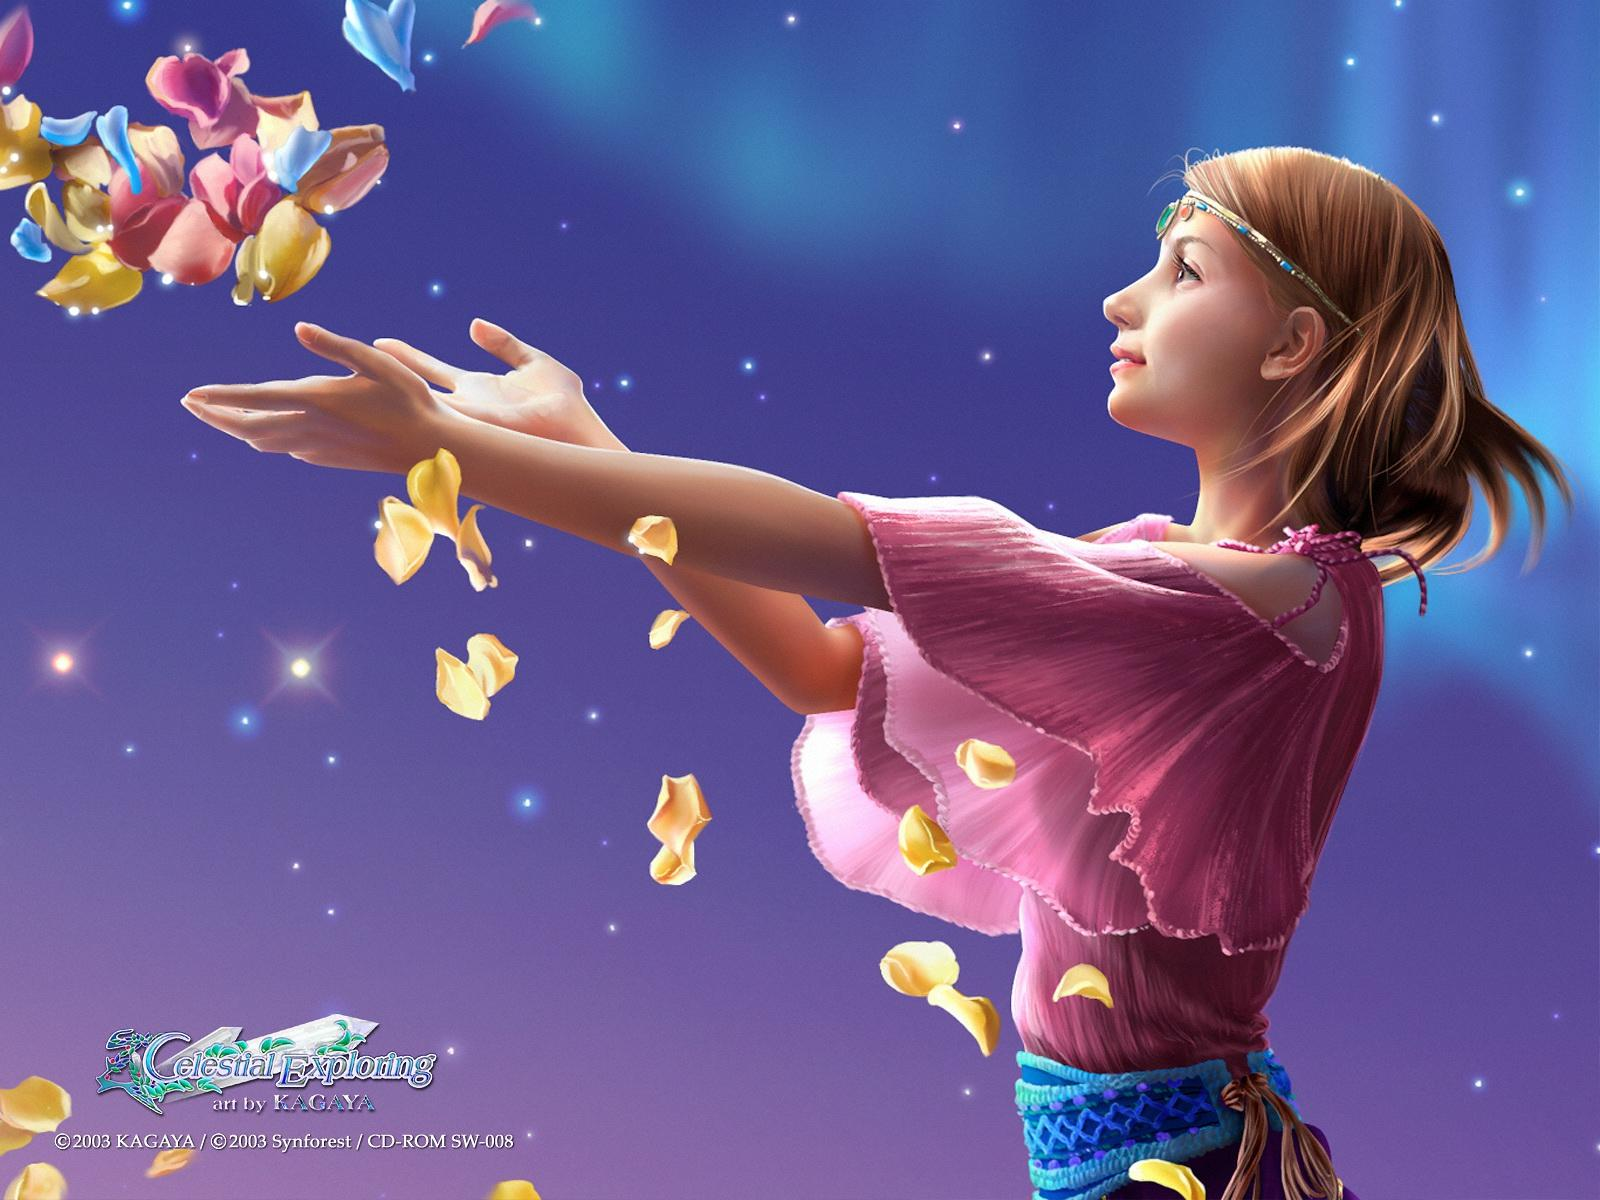 Celestial Exploring
art by KAGAYA
©2003 KAGAYA / ©2003 Synforest / CD-ROM SW-008